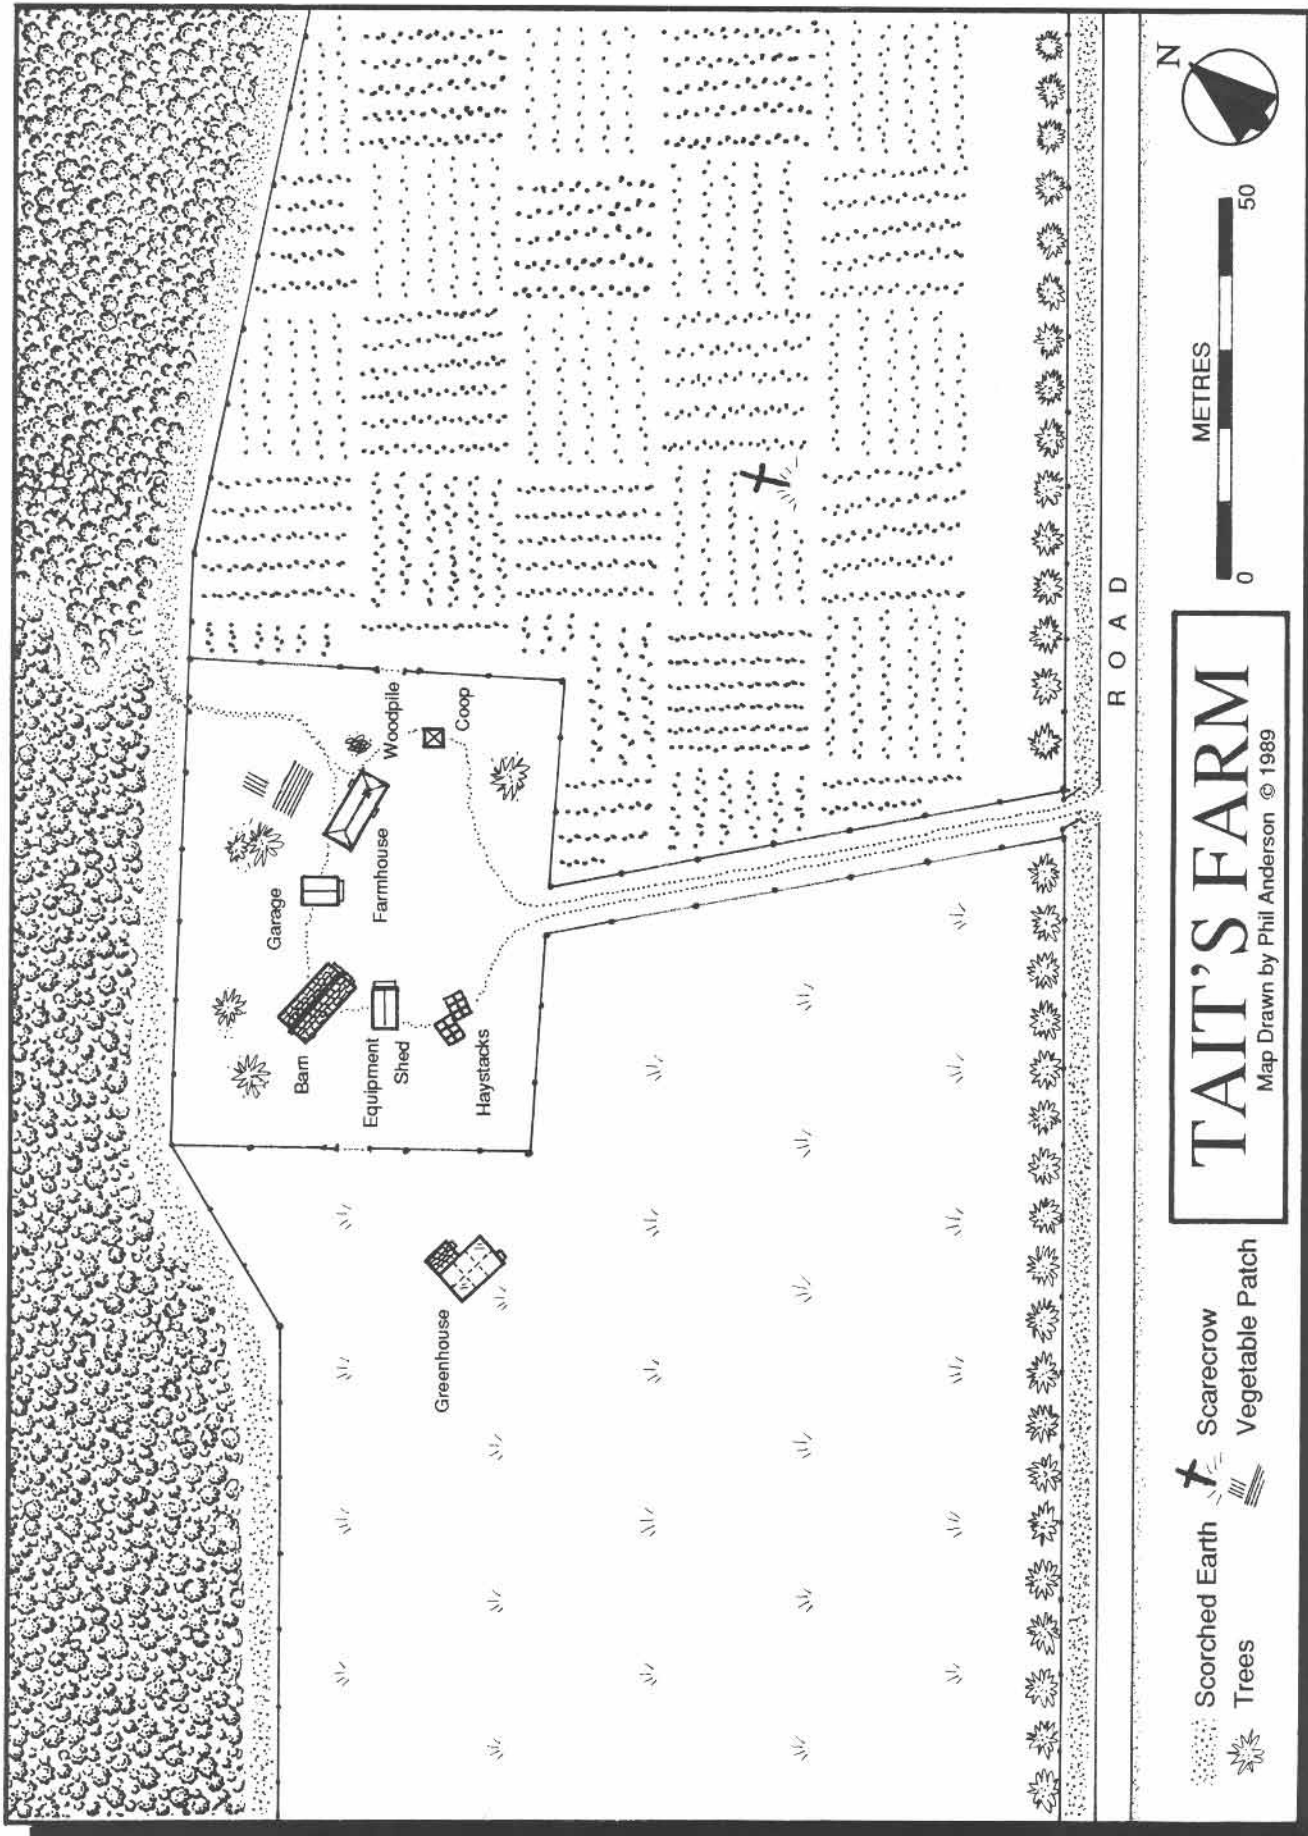 Barn
Garage
Woodpile
Farmhouse
Coop
Equipment
Shed
Haystacks
Greenhouse
ROAD
Scorched Earth
Trees
Scarecrow
Vegetable Patch
TAIT'S FARM
Map Drawn by Phil Anderson © 1989
METRES
0
50
N